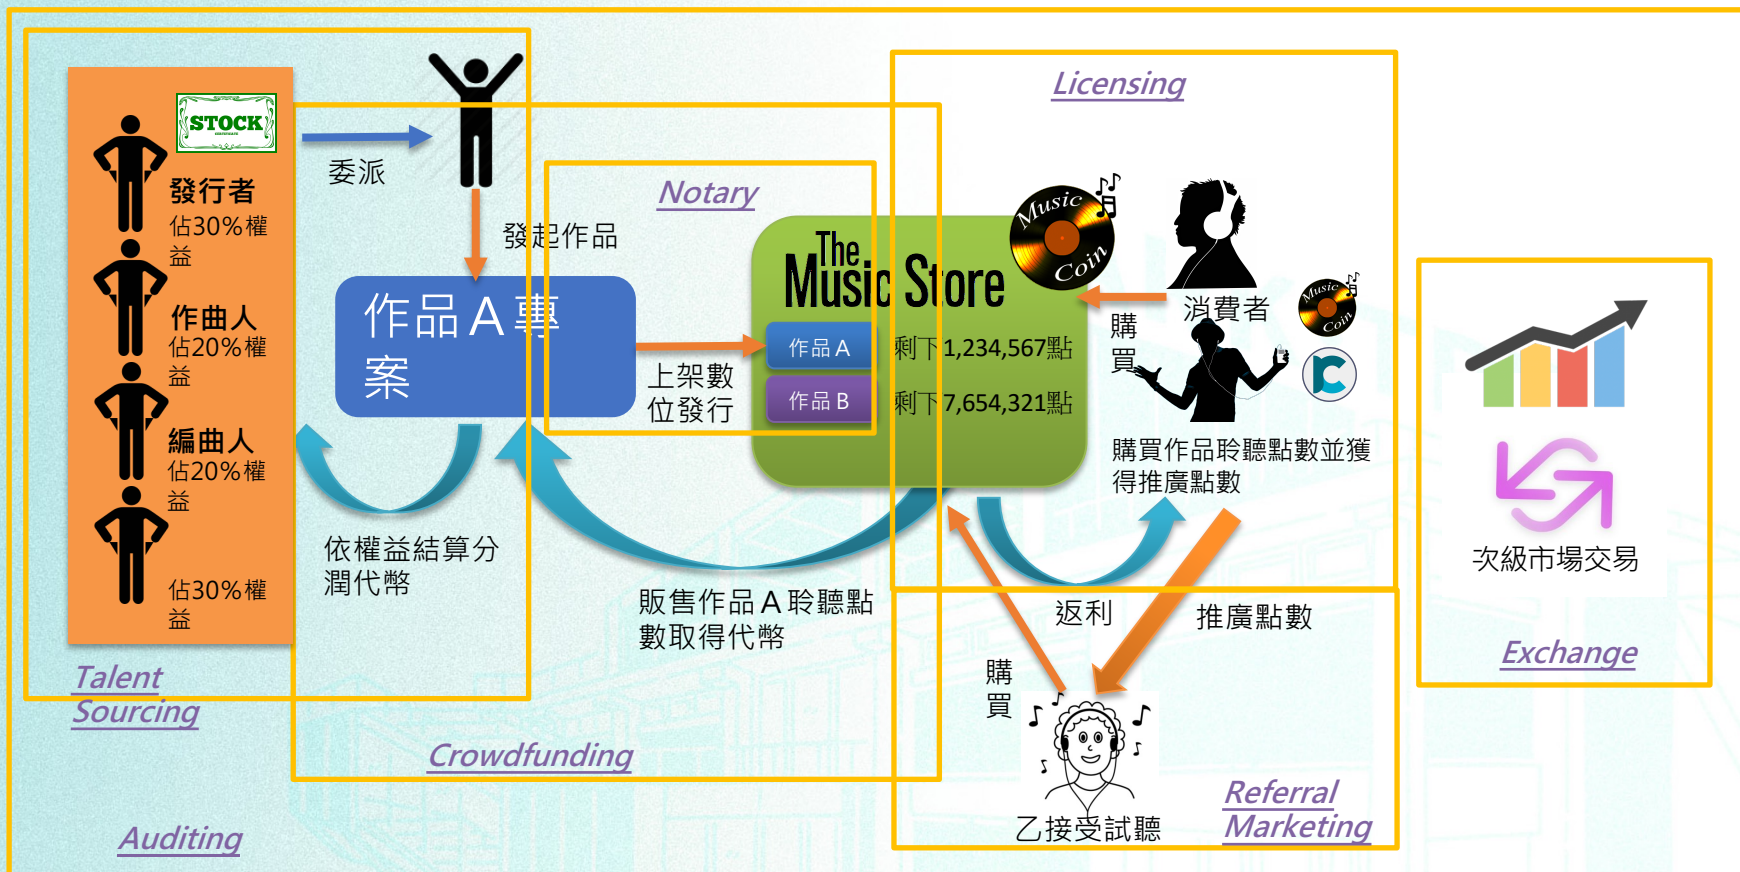 STOCK
發行者
佔30%權
益
作曲人
佔20%權
益
編曲人
佔20%權
益
佔30%權
益
Talent
Sourcing
委派
發起作品
作品A專
案
依權益結算分
潤代幣
Notary
上架數
位發行
The
Music Store
作品A
剩下1,234,567點
作品B
剩下7,654,321點
販售作品A聆聽點
數取得代幣
Crowdfunding
Licensing
Music
Coin
消費者
購
買
Music
Coin
購買作品聆聽點數並獲
得推廣點數
返利
推廣點數
購
買
乙接受試聽
Referral
Marketing
次級市場交易
Exchange
Auditing